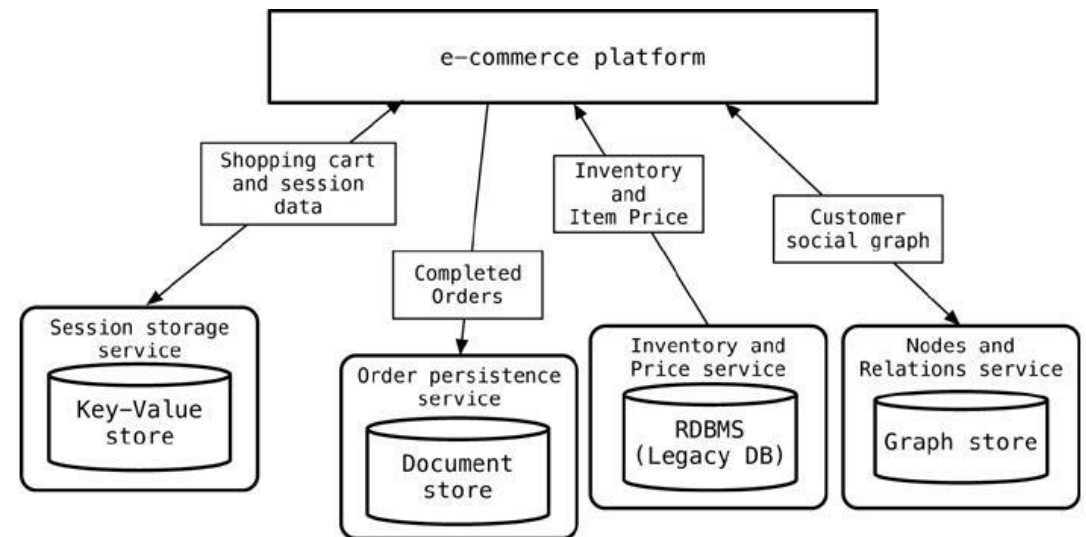 e-commerce platform
Shopping cart
and session
data
Inventory
and
Item Price
Customer
social graph
Completed
Orders
Session storage
service
Key-Value
store
Order persistence
service
Document
store
Inventory and
Price service
RDBMS
(Legacy DB)
Nodes and
Relations service
Graph store